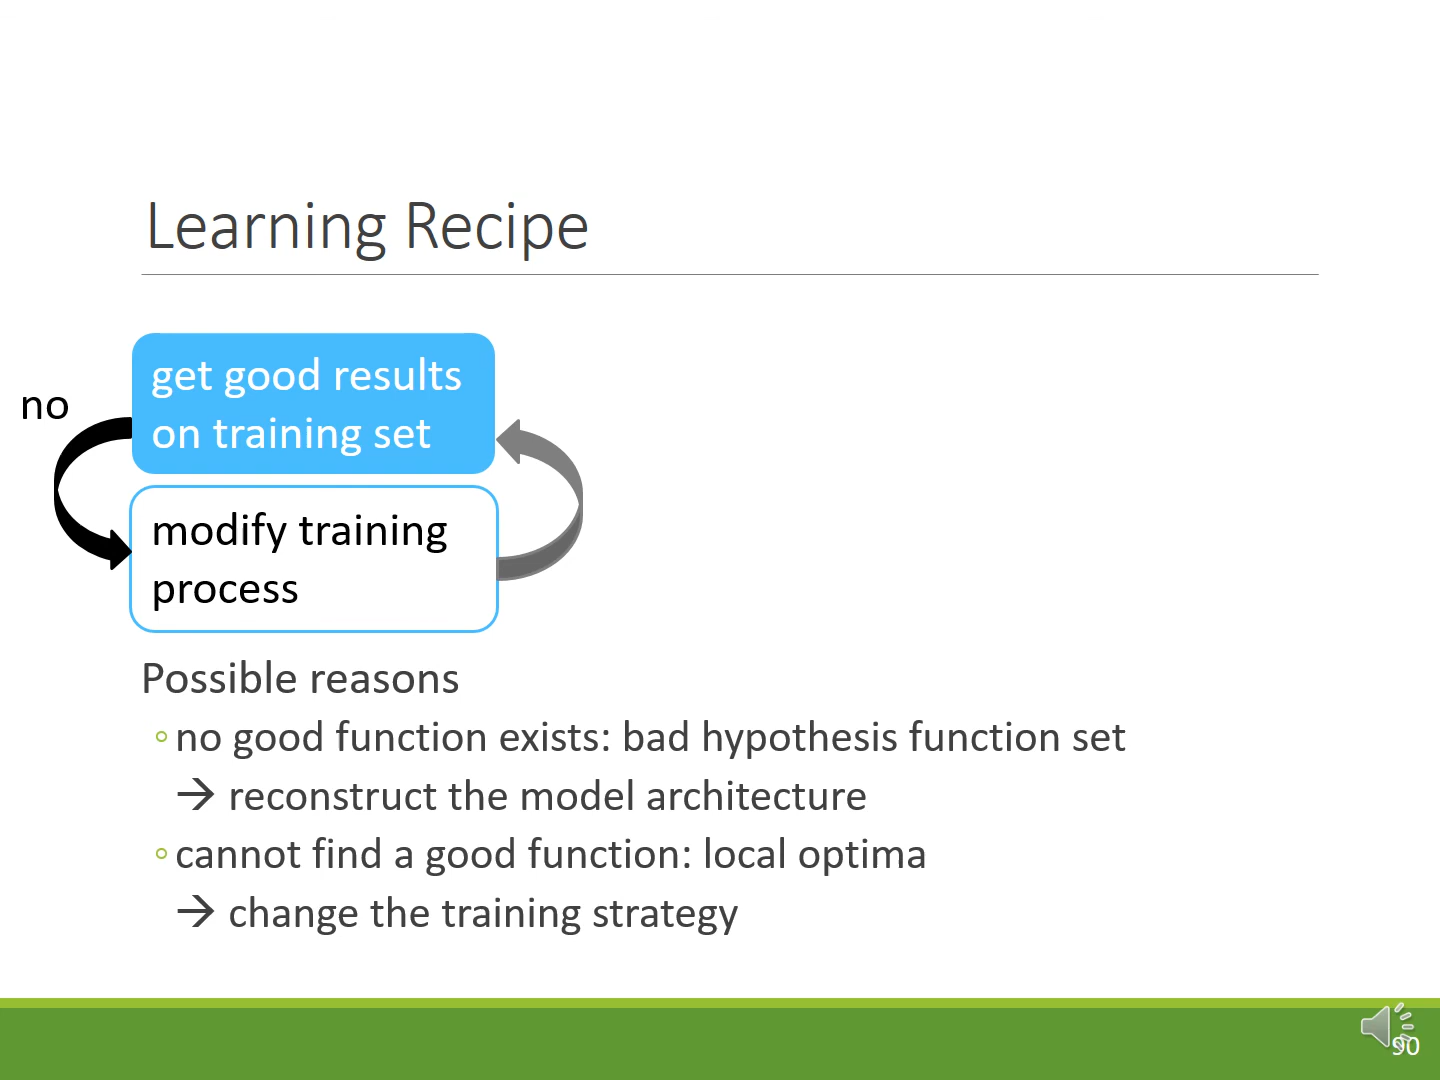 Learning Recipe
no
get good results
on training set
modify training
process
Possible reasons
◦no good function exists: bad hypothesis function set
→ reconstruct the model architecture
◦cannot find a good function: local optima
→ change the training strategy
90